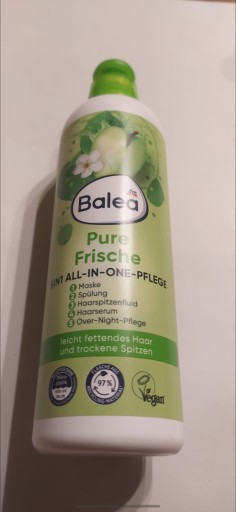 Balea
Pure
Frische
5IN1 ALL-IN-ONE-PFLEGE
1 Maske
2 Spülung
3 Haarspitzenfluid
4 Haarserum
5 Over-Night-Pflege
leicht fettendes Haar
und trockene Spitzen
97 %
vegan